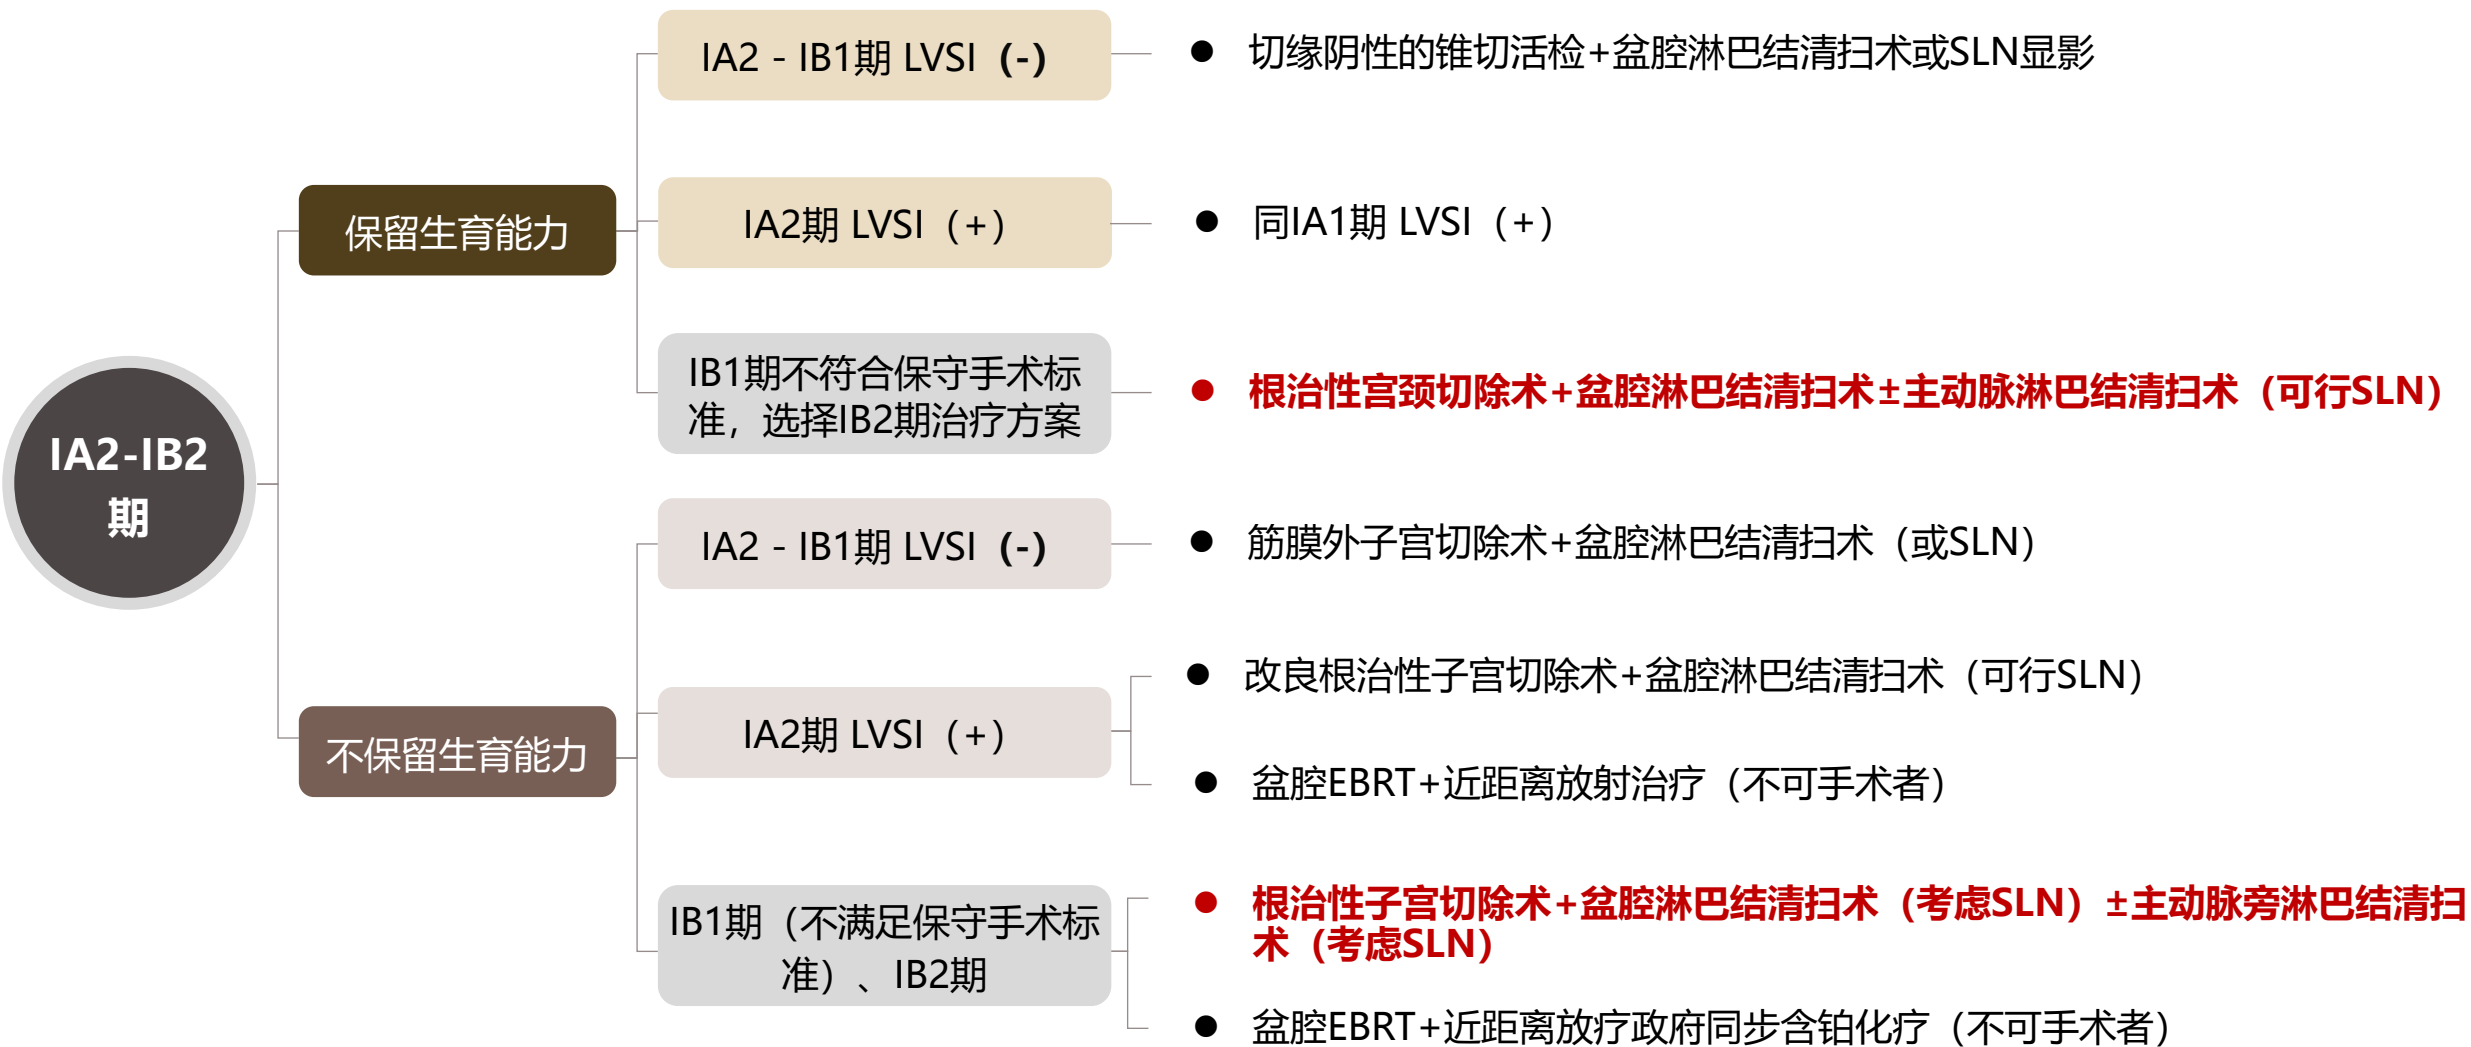 IA2-IB2
期
保留生育能力
IA2 - IB1期 LVSI（-）
切缘阴性的锥切活检+盆腔淋巴结清扫术或SLN显影
IA2期 LVSI（+）
同IA1期 LVSI（+）
IB1期不符合保守手术标
准，选择IB2期治疗方案
根治性宫颈切除术+盆腔淋巴结清扫术±主动脉淋巴结清扫术（可行SLN）
不保留生育能力
IA2 - IB1期 LVSI（-）
筋膜外子宫切除术+盆腔淋巴结清扫术（或SLN）
IA2期 LVSI（+）
改良根治性子宫切除术+盆腔淋巴结清扫术（可行SLN）
盆腔EBRT+近距离放射治疗（不可手术者）
IB1期（不满足保守手术标
准）、IB2期
根治性子宫切除术+盆腔淋巴结清扫术（考虑SLN）±主动脉旁淋巴结清扫
术（考虑SLN）
盆腔EBRT+近距离放疗政府同步含铂化疗（不可手术者）